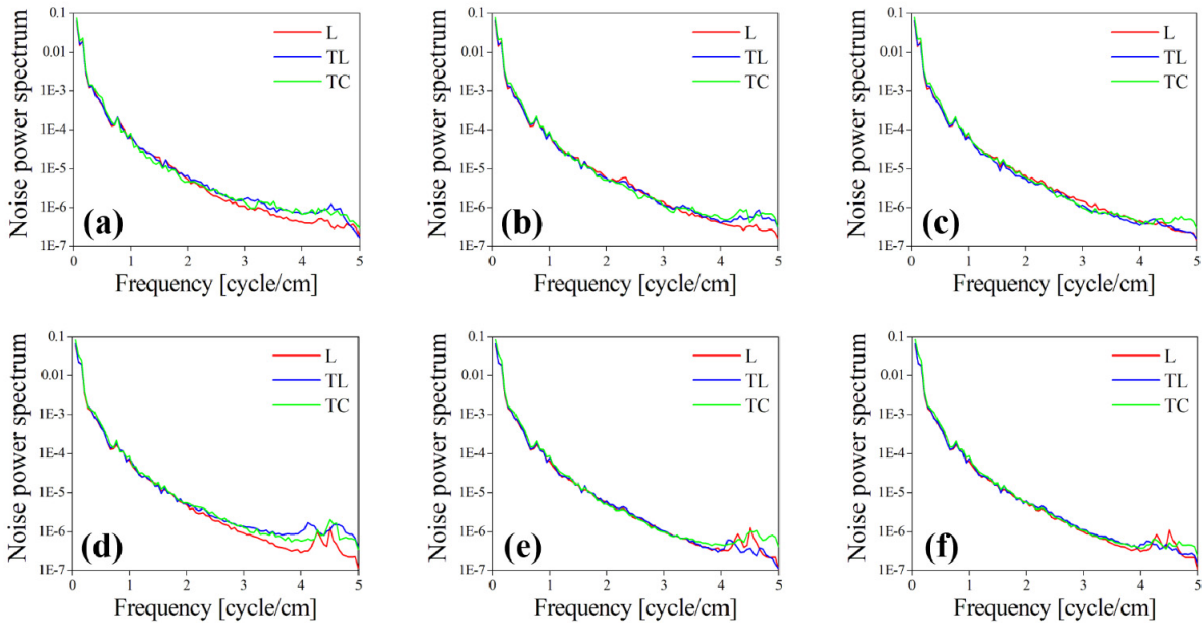 Noise power spectrum
0.1
0.01
1E-3
1E-4
1E-5
1E-6
1E-7
L
TL
TC
(a)
0 1 2 3 4 5
Frequency [cycle/cm]
Noise power spectrum
0.1
0.01
1E-3
1E-4
1E-5
1E-6
1E-7
L
TL
TC
(b)
0 1 2 3 4 5
Frequency [cycle/cm]
Noise power spectrum
0.1
0.01
1E-3
1E-4
1E-5
1E-6
1E-7
L
TL
TC
(c)
0 1 2 3 4 5
Frequency [cycle/cm]
Noise power spectrum
0.1
0.01
1E-3
1E-4
1E-5
1E-6
1E-7
L
TL
TC
(d)
0 1 2 3 4 5
Frequency [cycle/cm]
Noise power spectrum
0.1
0.01
1E-3
1E-4
1E-5
1E-6
1E-7
L
TL
TC
(e)
0 1 2 3 4 5
Frequency [cycle/cm]
Noise power spectrum
0.1
0.01
1E-3
1E-4
1E-5
1E-6
1E-7
L
TL
TC
(f)
0 1 2 3 4 5
Frequency [cycle/cm]